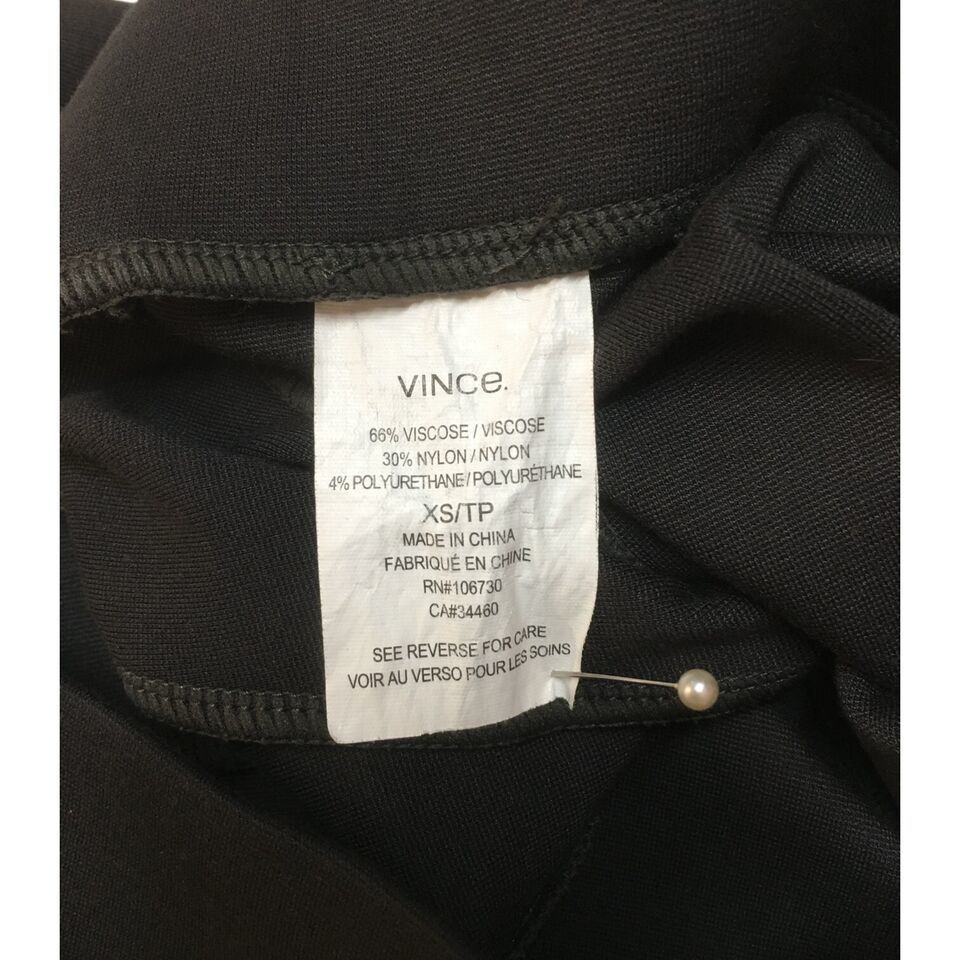 VINCe.
66% VISCOSE / VISCOSE
30% NYLON / NYLON
4% POLYURETHANE / POLYURÉTHANE
XS/TP
MADE IN CHINA
FABRIQUÉ EN CHINE
RN#106730
CA#34460
SEE REVERSE FOR CARE
VOIR AU VERSO POUR LES SOINS